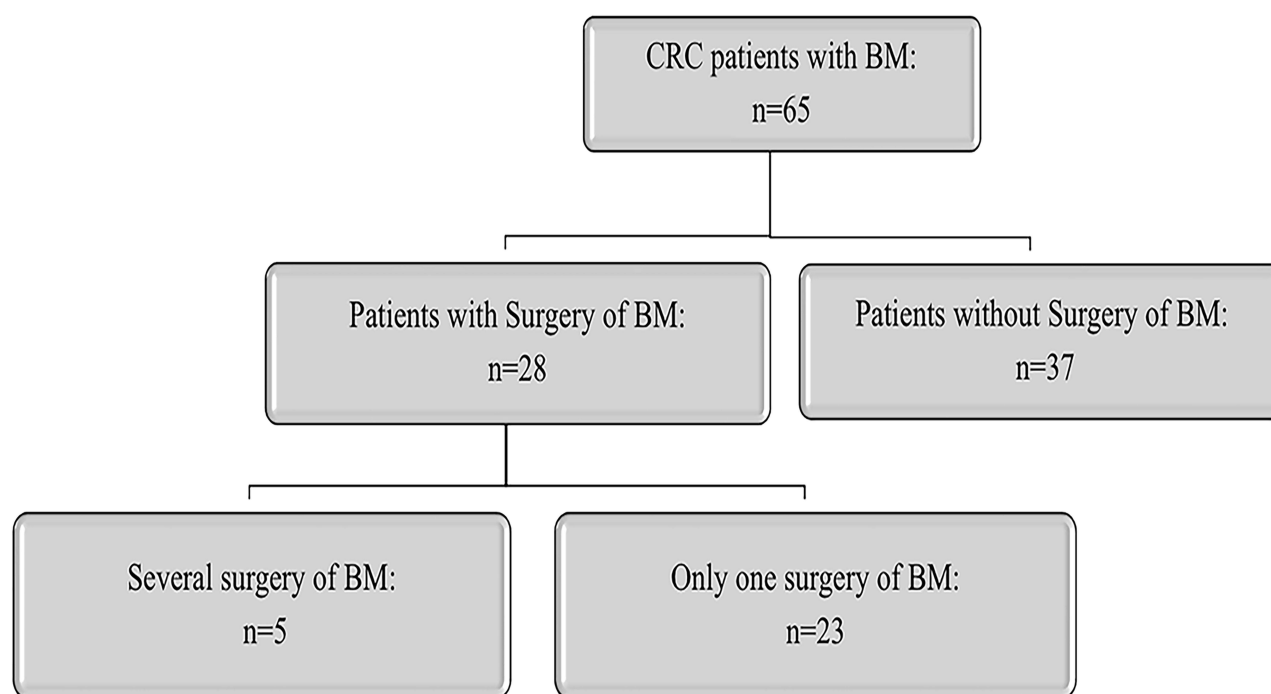 CRC patients with BM:
n=65
Patients with Surgery of BM:
n=28
Patients without Surgery of BM:
n=37
Several surgery of BM:
n=5
Only one surgery of BM:
n=23